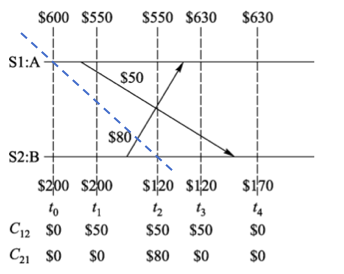 $600 $550 $550 $630 $630
S1:A
$50
$80
S2:B
$200 $200 $120 $120 $170
t0 t1 t2 t3 t4
C12 $0 $50 $50 $50 $0
C21 $0 $0 $80 $0 $0